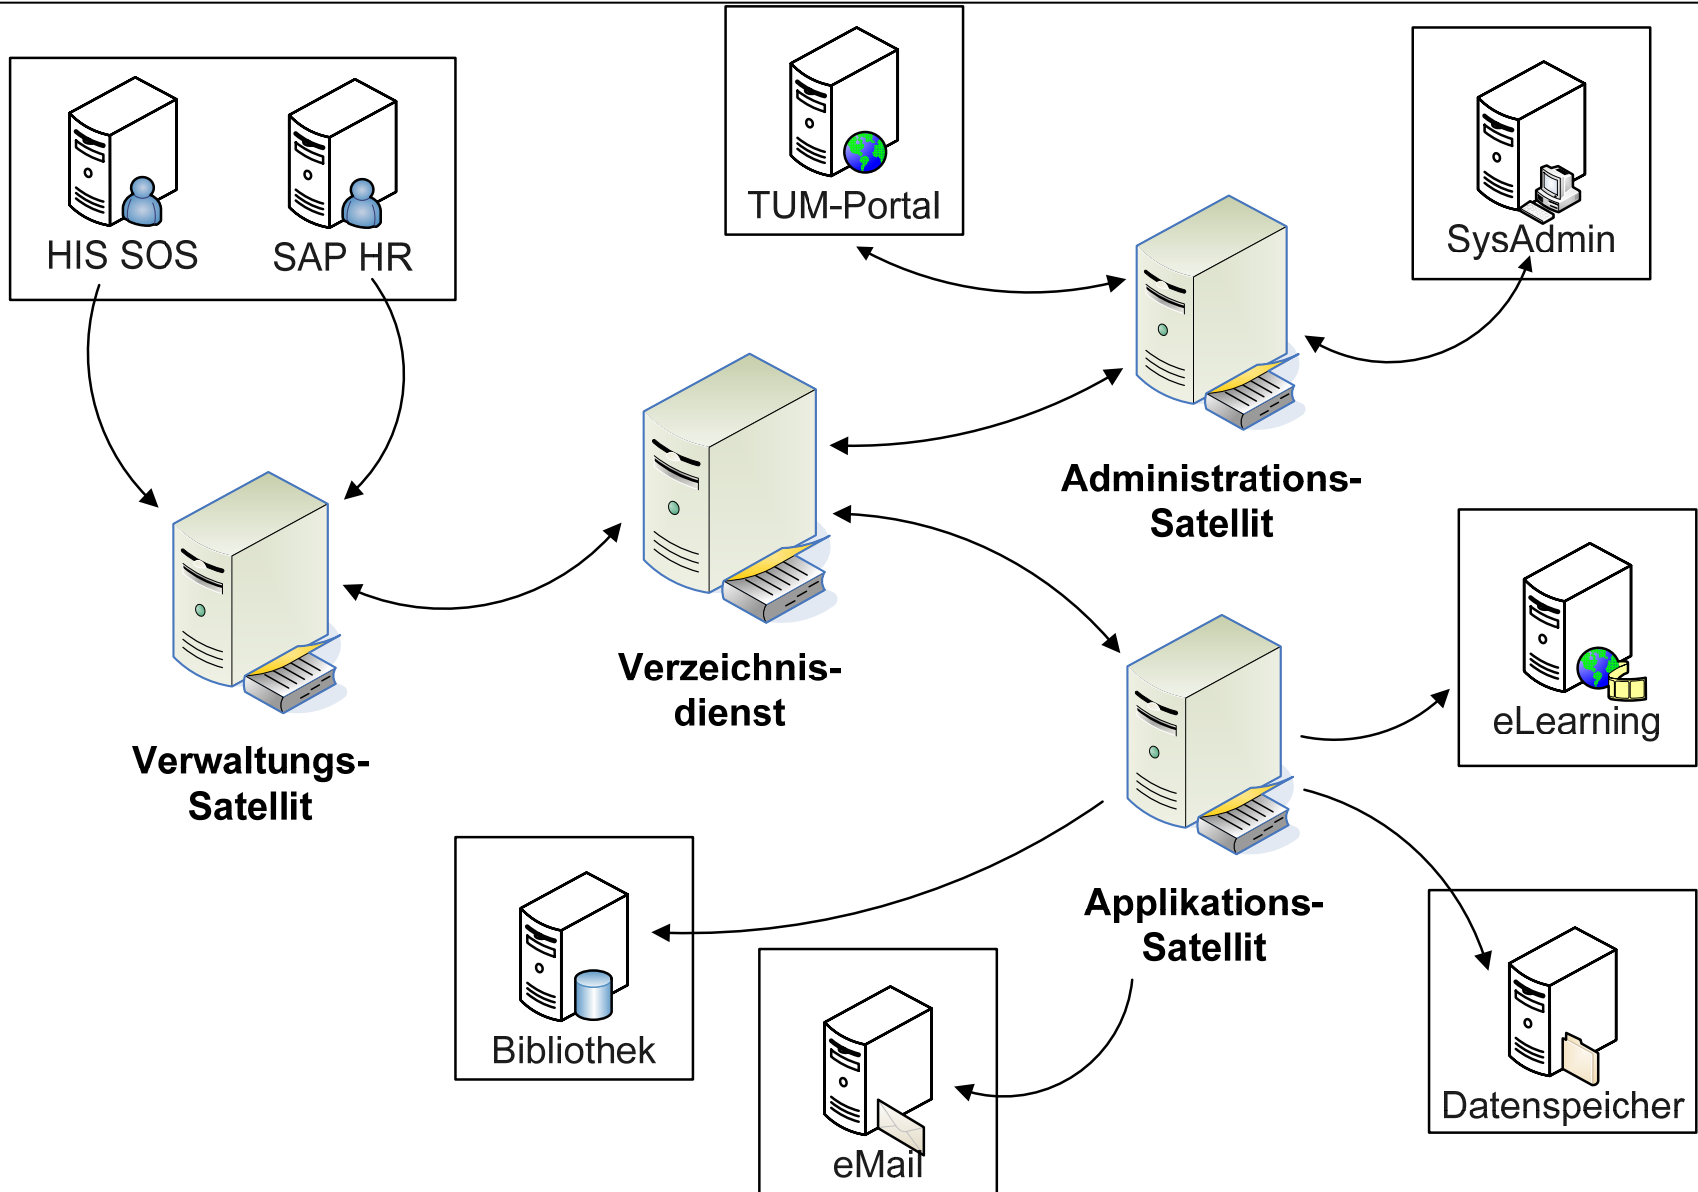 TUM-Portal
SysAdmin
HIS SOS
SAP HR
Administrations-
Satellit
Verzeichnis-
dienst
eLearning
Verwaltungs-
Satellit
Applikations-
Satellit
Bibliothek
Datenspeicher
eMail